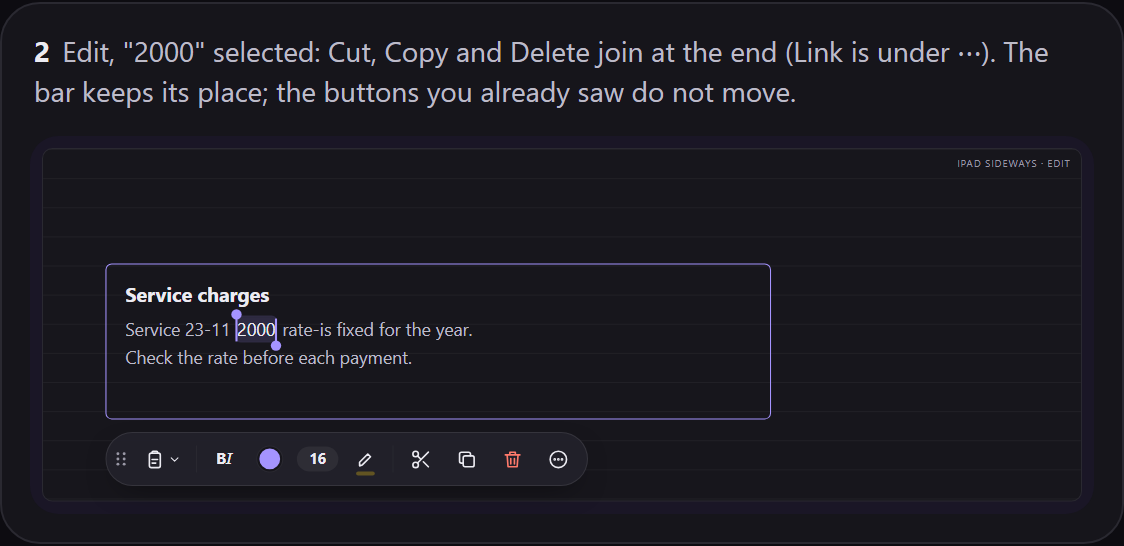 2 Edit, "2000" selected: Cut, Copy and Delete join at the end (Link is under ···). The
bar keeps its place; the buttons you already saw do not move.
IPAD SIDEWAYS · EDIT
Service charges
Service 23-11 2000 rate-is fixed for the year.
Check the rate before each payment.
BI 16